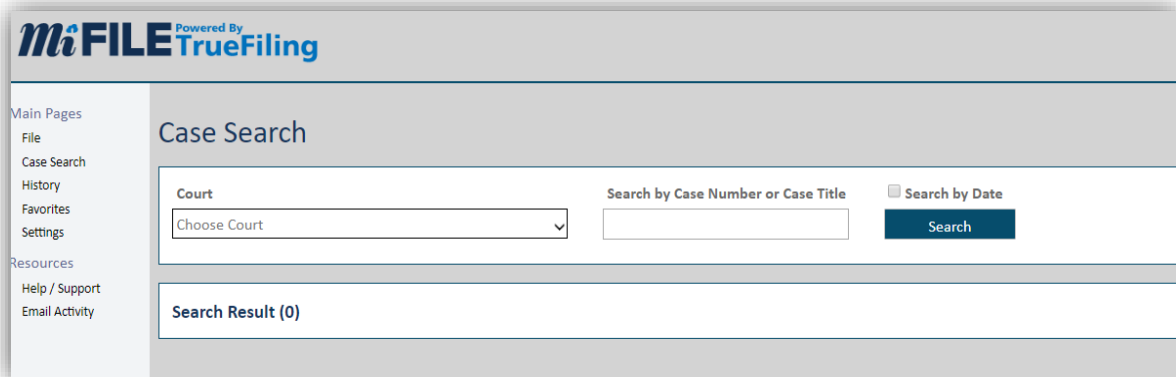 MiFILE Powered By
TrueFiling
Main Pages
File
Case Search
History
Favorites
Settings
Resources
Help / Support
Email Activity
Case Search
Court
Choose Court
Search by Case Number or Case Title
Search by Date
Search
Search Result (0)